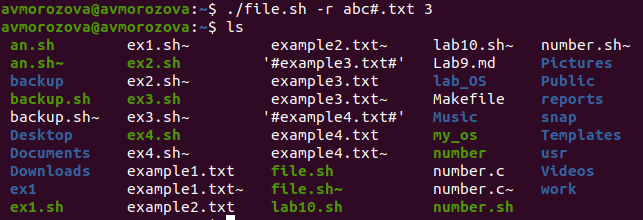 avmorozova@avmorozova:~$ ./file.sh -r abc#.txt 3
avmorozova@avmorozova:~$ ls
an.sh ex1.sh~ example2.txt~ lab10.sh~ number.sh~
an.sh~ ex2.sh '#example3.txt#' Lab9.md Pictures
backup ex2.sh~ example3.txt lab_OS Public
backup.sh ex3.sh example3.txt~ Makefile reports
backup.sh~ ex3.sh~ '#example4.txt#' Music snap
Desktop ex4.sh example4.txt my_os Templates
Documents ex4.sh~ example4.txt~ number usr
Downloads example1.txt file.sh number.c Videos
ex1 example1.txt~ file.sh~ number.c~ work
ex1.sh example2.txt lab10.sh number.sh